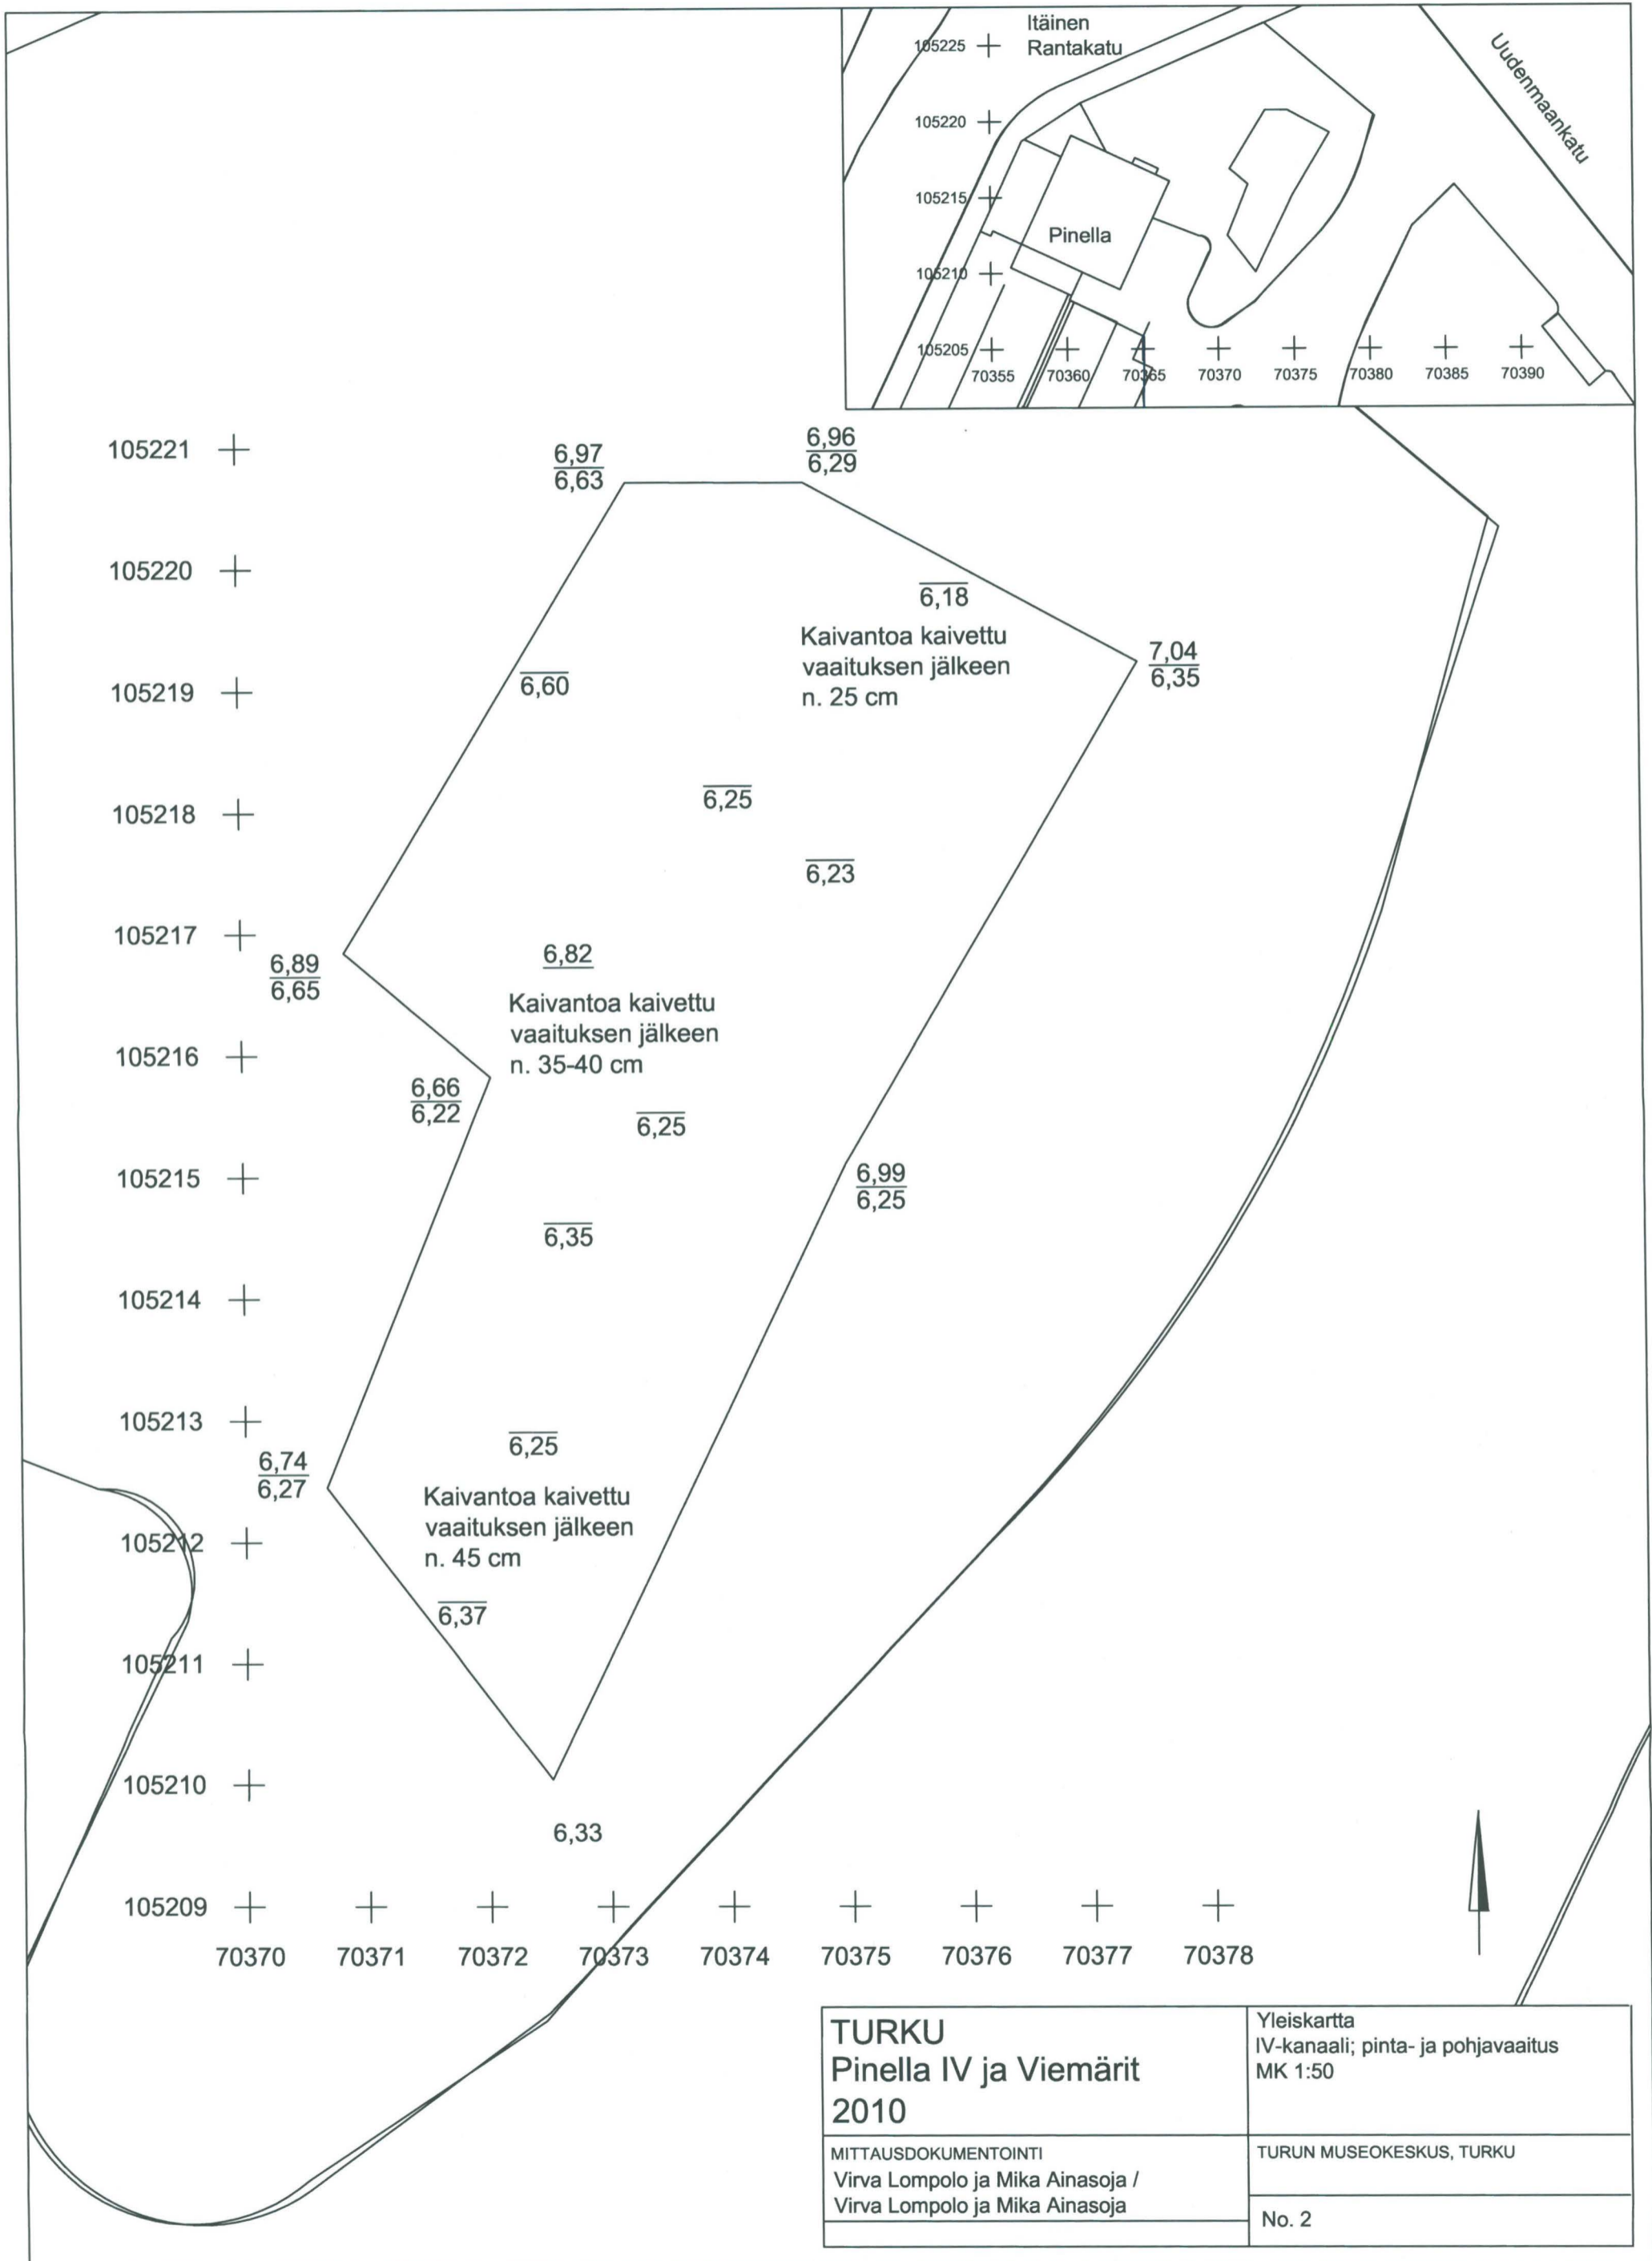 Itäinen
Rantakatu
Uudenmaankatu
105225
105220
105215
Pinella
105210
105205
70355 70360 70365 70370 70375 70380 70385 70390
105221
6,97
6,63
6,96
6,29
105220
6,18
Kaivantoa kaivettu
vaaituksen jälkeen
n. 25 cm
7,04
6,35
105219
6,60
105218
6,25
6,23
105217
6,89
6,65
6,82
Kaivantoa kaivettu
vaaituksen jälkeen
n. 35-40 cm
105216
6,66
6,22
6,25
105215
6,99
6,25
6,35
105214
105213
6,25
6,74
6,27
Kaivantoa kaivettu
vaaituksen jälkeen
n. 45 cm
105212
6,37
105211
105210
6,33
105209
70370 70371 70372 70373 70374 70375 70376 70377 70378
TURKU
Pinella IV ja Viemärit
2010
Yleiskartta
IV-kanaali; pinta- ja pohjavaaitus
MK 1:50
MITTAUSDOKUMENTOINTI
Virva Lompolo ja Mika Ainasoja /
Virva Lompolo ja Mika Ainasoja
TURUN MUSEOKESKUS, TURKU
No. 2